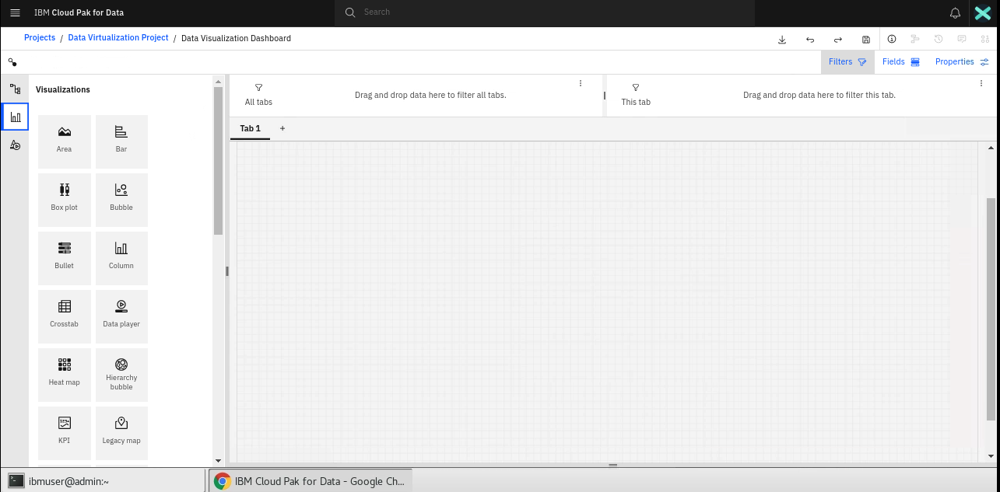 IBM Cloud Pak for Data
Search
Projects / Data Virtualization Project / Data Visualization Dashboard
Filters
Fields
Properties
Visualizations
Area
Bar
Box plot
Bubble
Bullet
Column
Crosstab
Data player
Heat map
Hierarchy
bubble
KPI
Legacy map
All tabs
Drag and drop data here to filter all tabs.
This tab
Drag and drop data here to filter this tab.
Tab 1
+
ibmuser@admin:~
IBM Cloud Pak for Data - Google Ch...